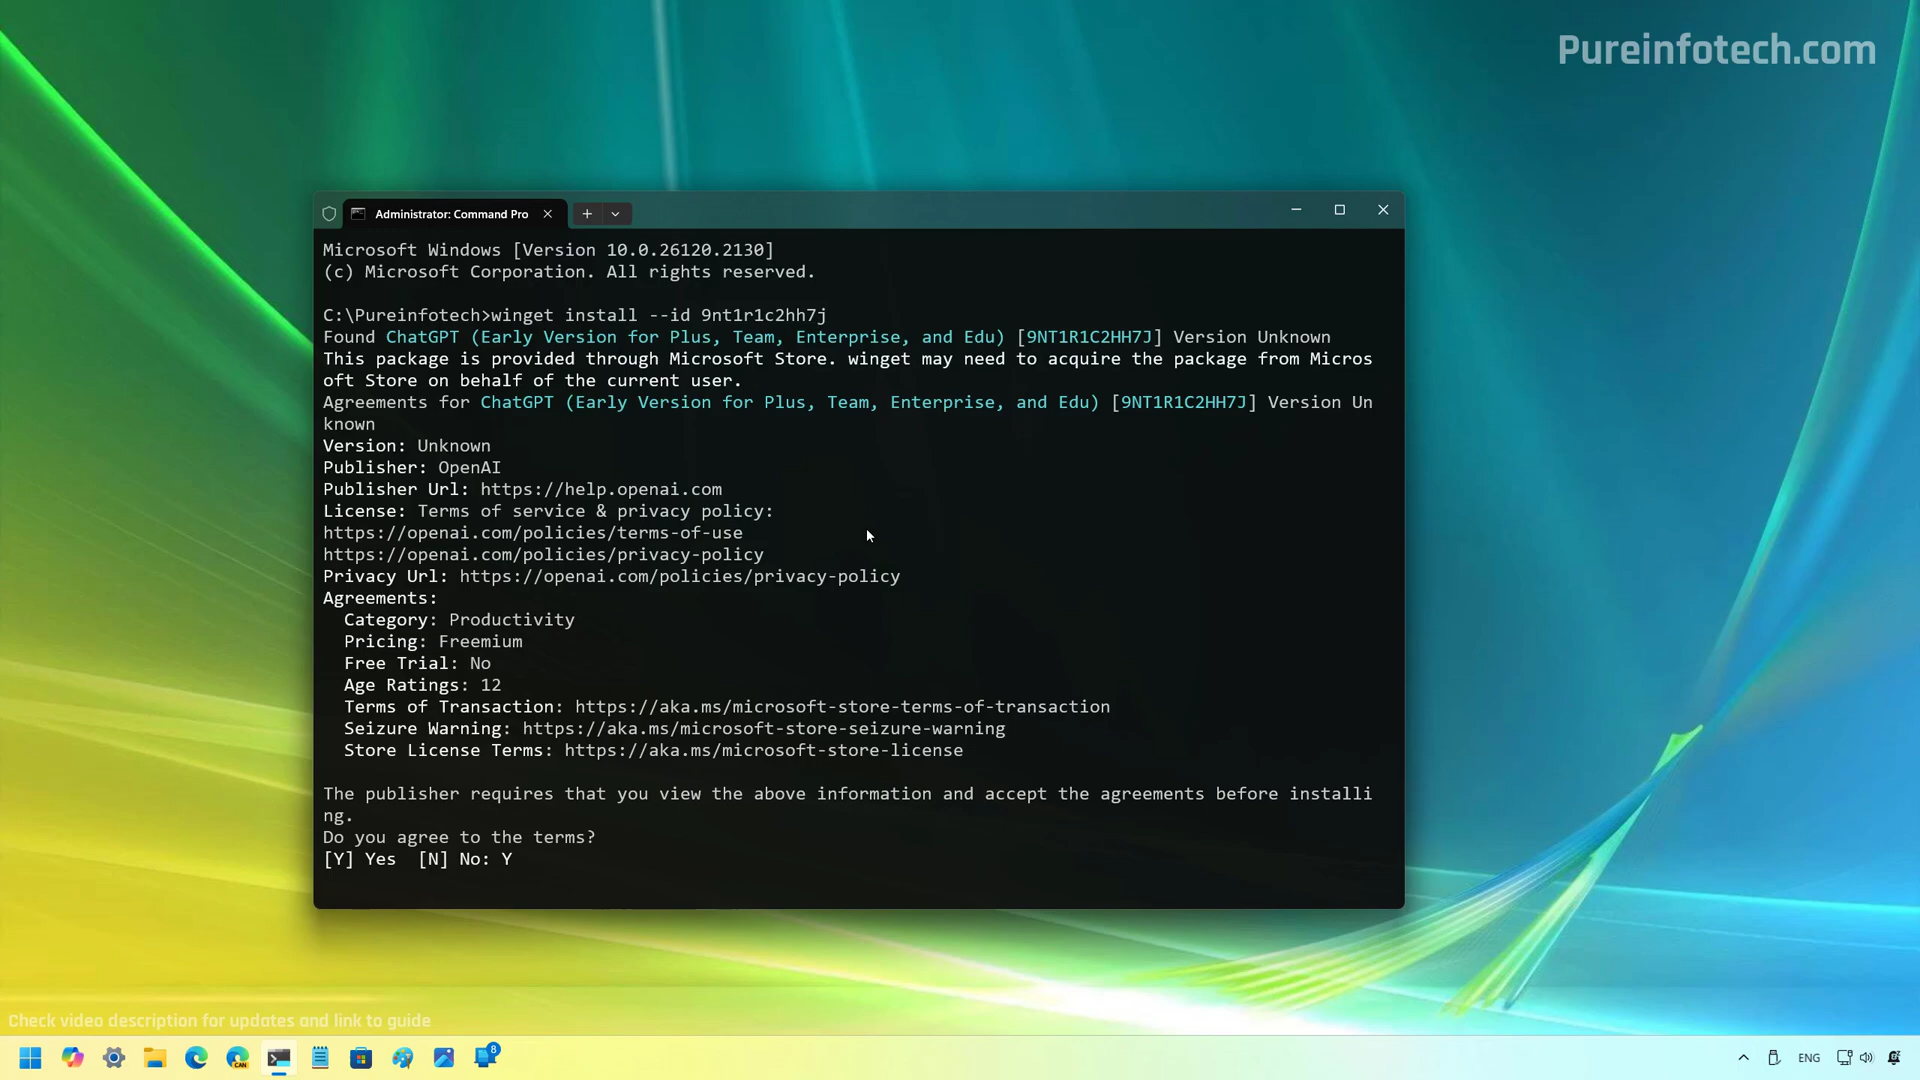 Pureinfotech.com
Administrator: Command Pro
Microsoft Windows [Version 10.0.26120.2130]
(c) Microsoft Corporation. All rights reserved.
C:\Pureinfotech>winget install --id 9nt1r1c2hh7j
Found ChatGPT (Early Version for Plus, Team, Enterprise, and Edu) [9NT1R1C2HH7J] Version Unknown
This package is provided through Microsoft Store. winget may need to acquire the package from Micros
oft Store on behalf of the current user.
Agreements for ChatGPT (Early Version for Plus, Team, Enterprise, and Edu) [9NT1R1C2HH7J] Version Un
known
Version: Unknown
Publisher: OpenAI
Publisher Url: https://help.openai.com
License: Terms of service & privacy policy:
https://openai.com/policies/terms-of-use
https://openai.com/policies/privacy-policy
Privacy Url: https://openai.com/policies/privacy-policy
Agreements:
Category: Productivity
Pricing: Freemium
Free Trial: No
Age Ratings: 12
Terms of Transaction: https://aka.ms/microsoft-store-terms-of-transaction
Seizure Warning: https://aka.ms/microsoft-store-seizure-warning
Store License Terms: https://aka.ms/microsoft-store-license
The publisher requires that you view the above information and accept the agreements before installi
ng.
Do you agree to the terms?
[Y] Yes  [N] No: Y
Check video description for updates and link to guide
CAN
8
ENG